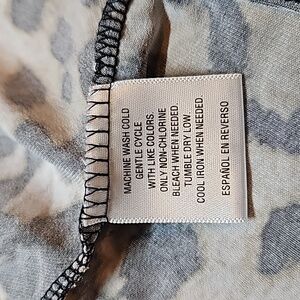 MACHINE WASH COLD
GENTLE CYCLE
WITH LIKE COLORS.
ONLY NON-CHLORINE
BLEACH WHEN NEEDED.
TUMBLE DRY LOW.
COOL IRON WHEN NEEDED.
ESPAÑOL EN REVERSO